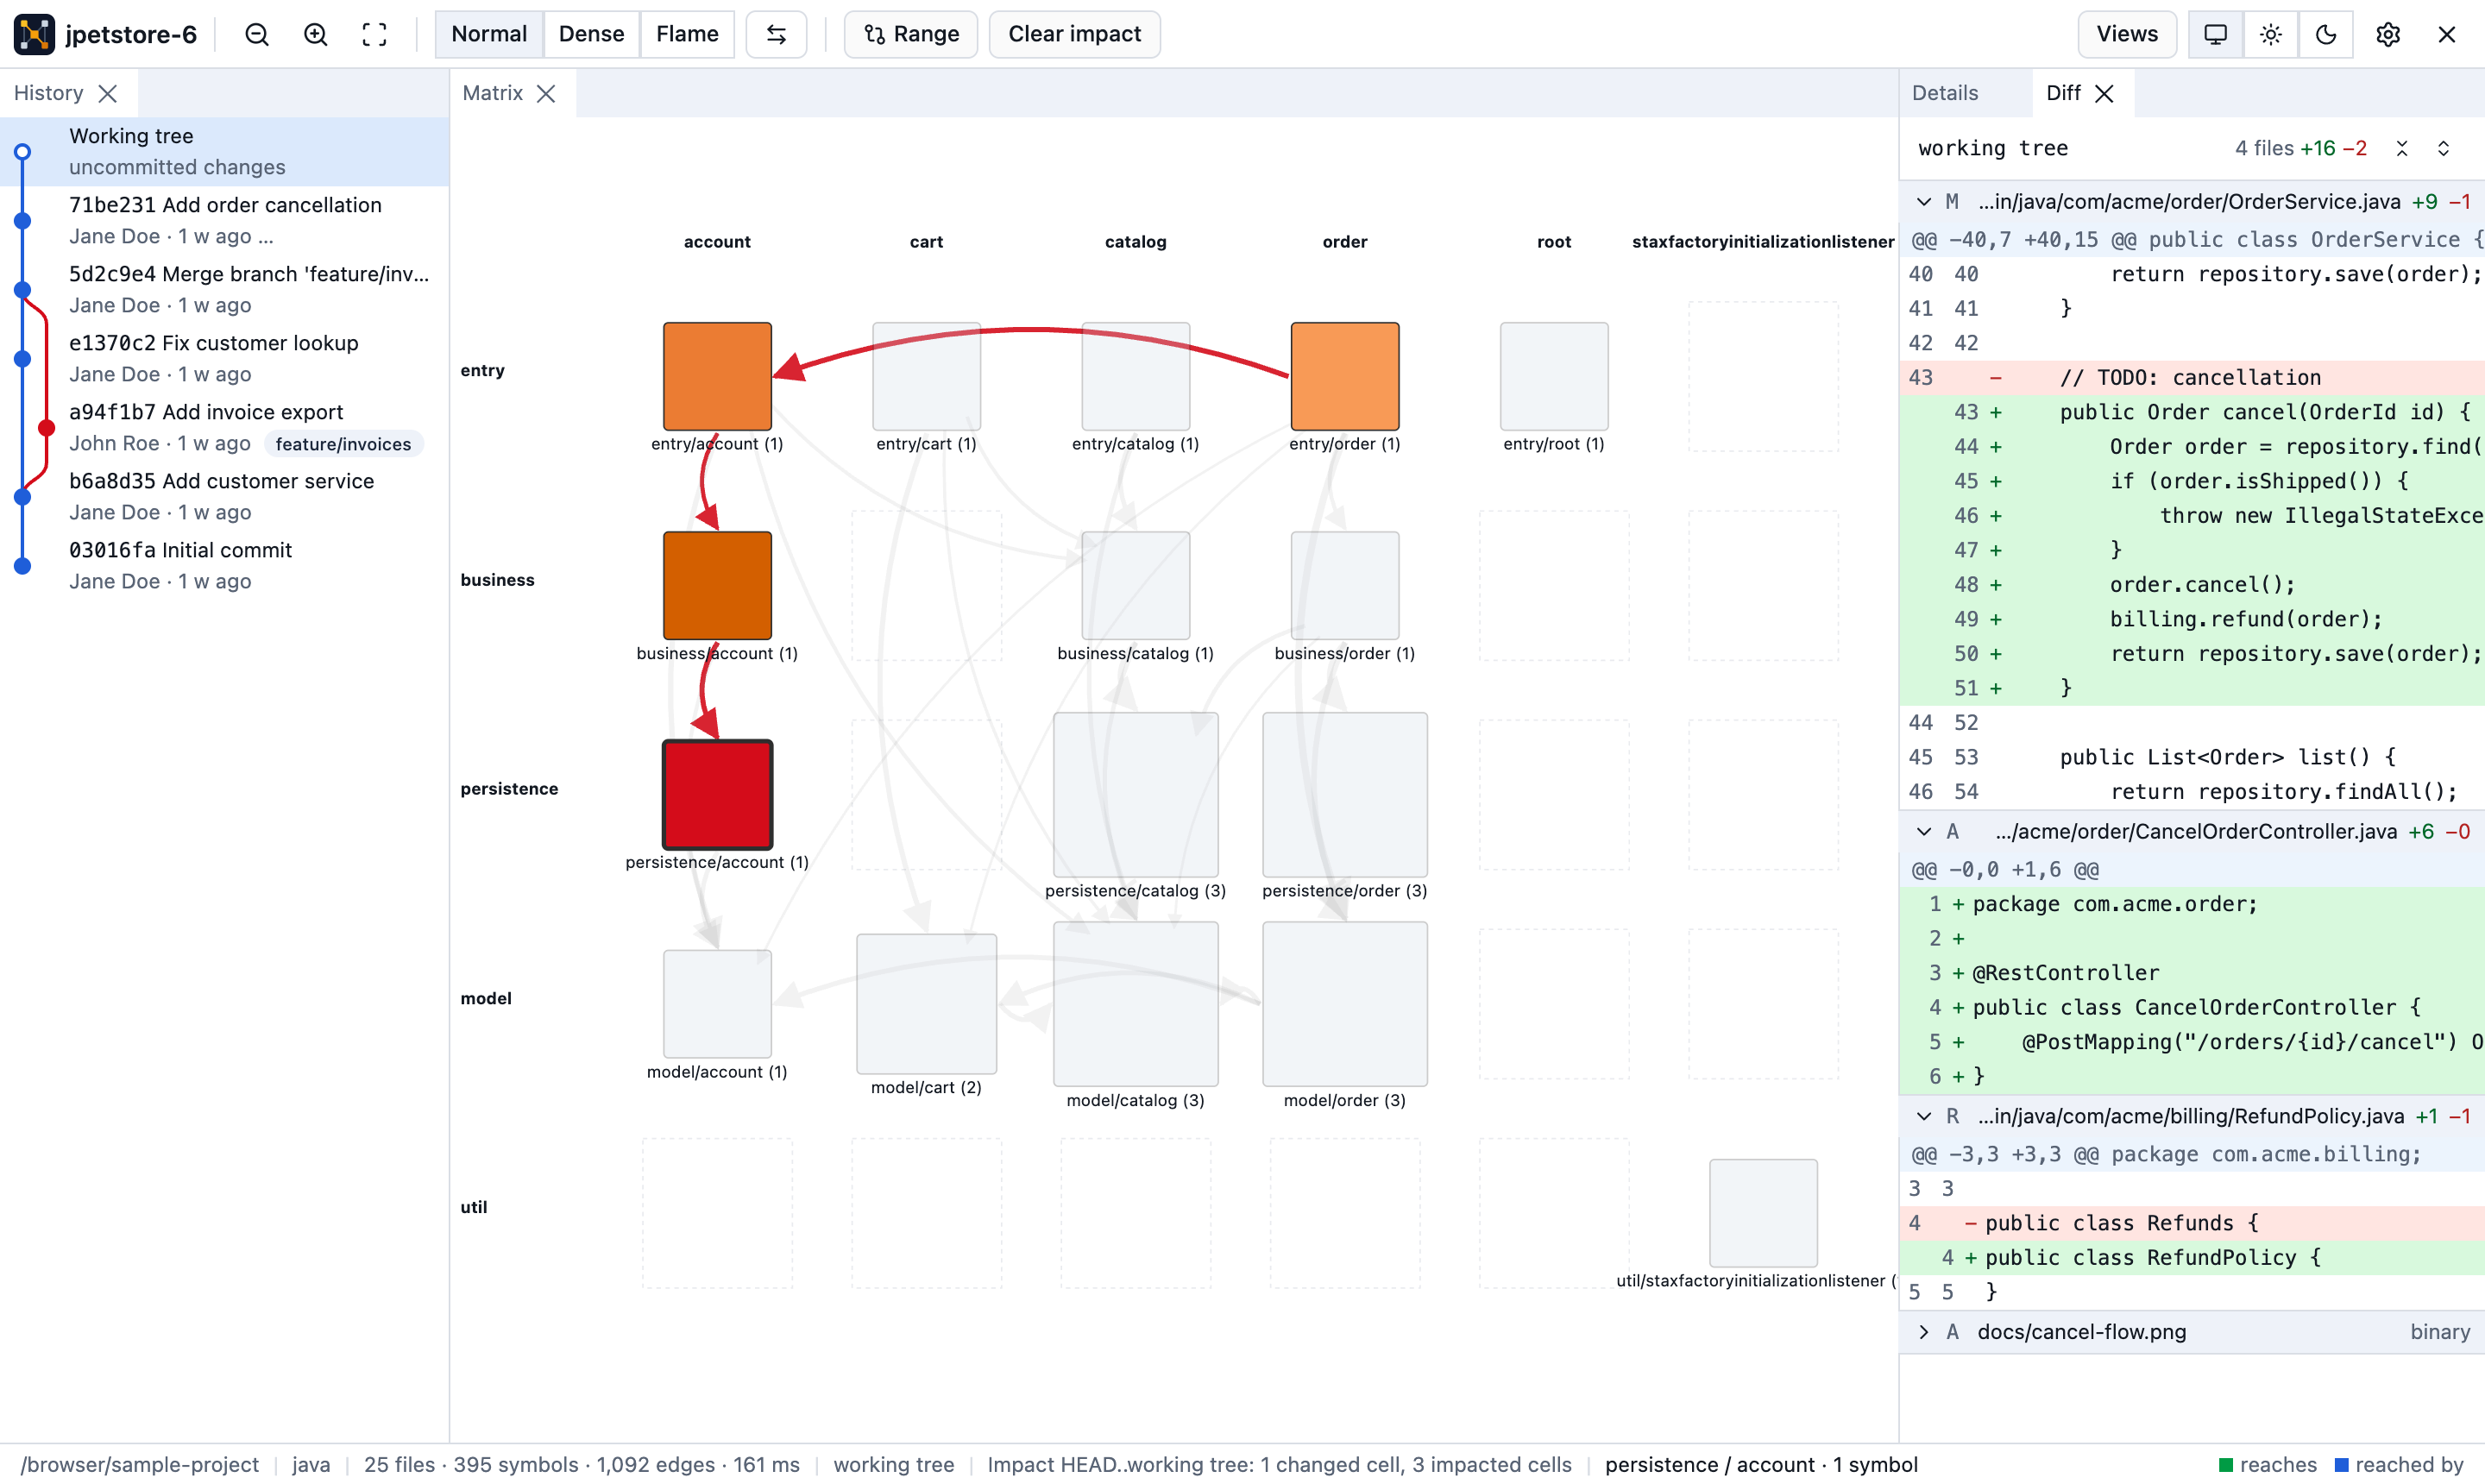 jpetstore-6
Normal
Dense
Flame
Range
Clear impact
Views
History
Working tree
uncommitted changes
71be231 Add order cancellation
Jane Doe · 1 w ago ...
5d2c9e4 Merge branch 'feature/inv...
Jane Doe · 1 w ago
e1370c2 Fix customer lookup
Jane Doe · 1 w ago
a94f1b7 Add invoice export
John Roe · 1 w ago feature/invoices
b6a8d35 Add customer service
Jane Doe · 1 w ago
03016fa Initial commit
Jane Doe · 1 w ago
Matrix
account cart catalog order root staxfactoryinitializationlistener
entry
entry/account (1) entry/cart (1) entry/catalog (1) entry/order (1) entry/root (1)
business
business/account (1) business/catalog (1) business/order (1)
persistence
persistence/account (1)
persistence/catalog (3) persistence/order (3)
model
model/account (1)
model/cart (2)
model/catalog (3) model/order (3)
util
util/staxfactoryinitializationlistener (
Details Diff
working tree 4 files +16 −2
M ...in/java/com/acme/order/OrderService.java +9 −1
@@ −40,7 +40,15 @@ public class OrderService {
40 40 return repository.save(order);
41 41 }
42 42
43 − // TODO: cancellation
43 + public Order cancel(OrderId id) {
44 + Order order = repository.find(
45 + if (order.isShipped()) {
46 + throw new IllegalStateExce
47 + }
48 + order.cancel();
49 + billing.refund(order);
50 + return repository.save(order);
51 + }
44 52
45 53 public List<Order> list() {
46 54 return repository.findAll();
A .../acme/order/CancelOrderController.java +6 −0
@@ −0,0 +1,6 @@
1 + package com.acme.order;
2 +
3 + @RestController
4 + public class CancelOrderController {
5 + @PostMapping("/orders/{id}/cancel") O
6 + }
R ...in/java/com/acme/billing/RefundPolicy.java +1 −1
@@ −3,3 +3,3 @@ package com.acme.billing;
3 3
4 − public class Refunds {
4 + public class RefundPolicy {
5 5 }
A docs/cancel-flow.png binary
/browser/sample-project java 25 files · 395 symbols · 1,092 edges · 161 ms working tree Impact HEAD..working tree: 1 changed cell, 3 impacted cells persistence / account · 1 symbol reaches reached by